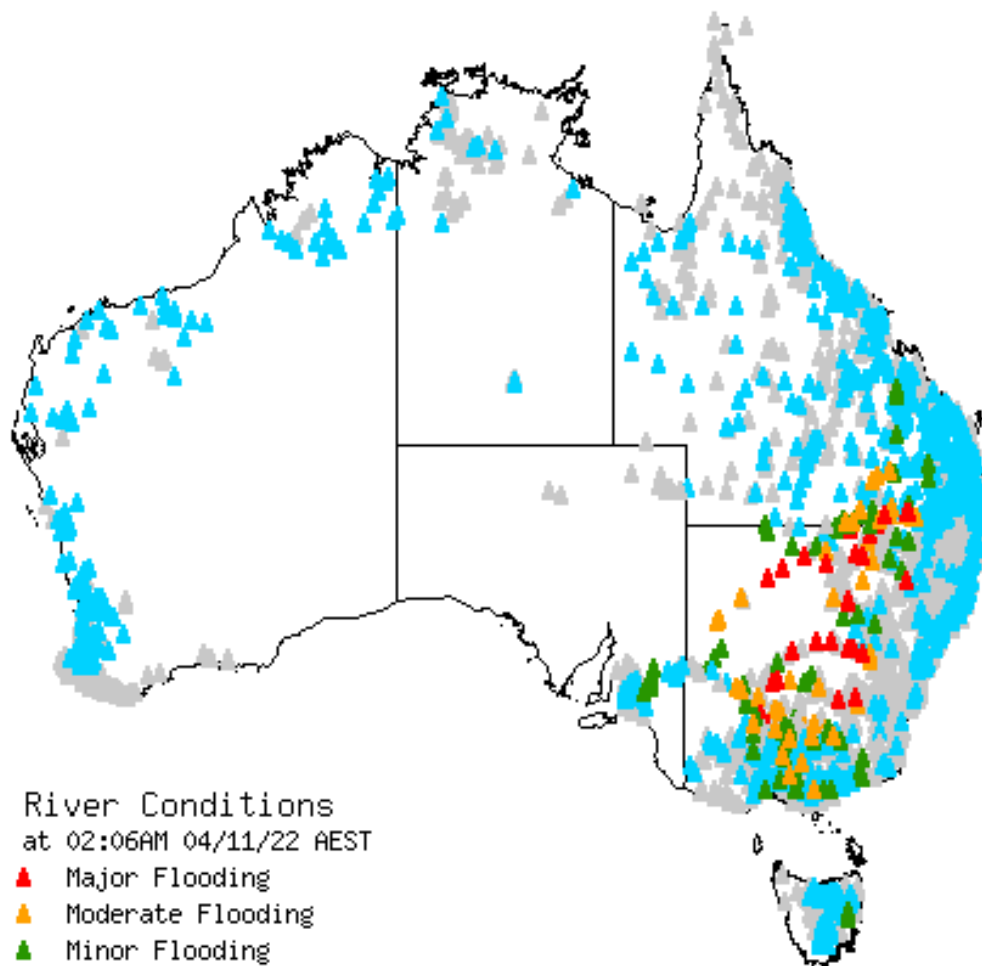 River Conditions
at 02:06AM 04/11/22 AEST
Major Flooding
Moderate Flooding
Minor Flooding